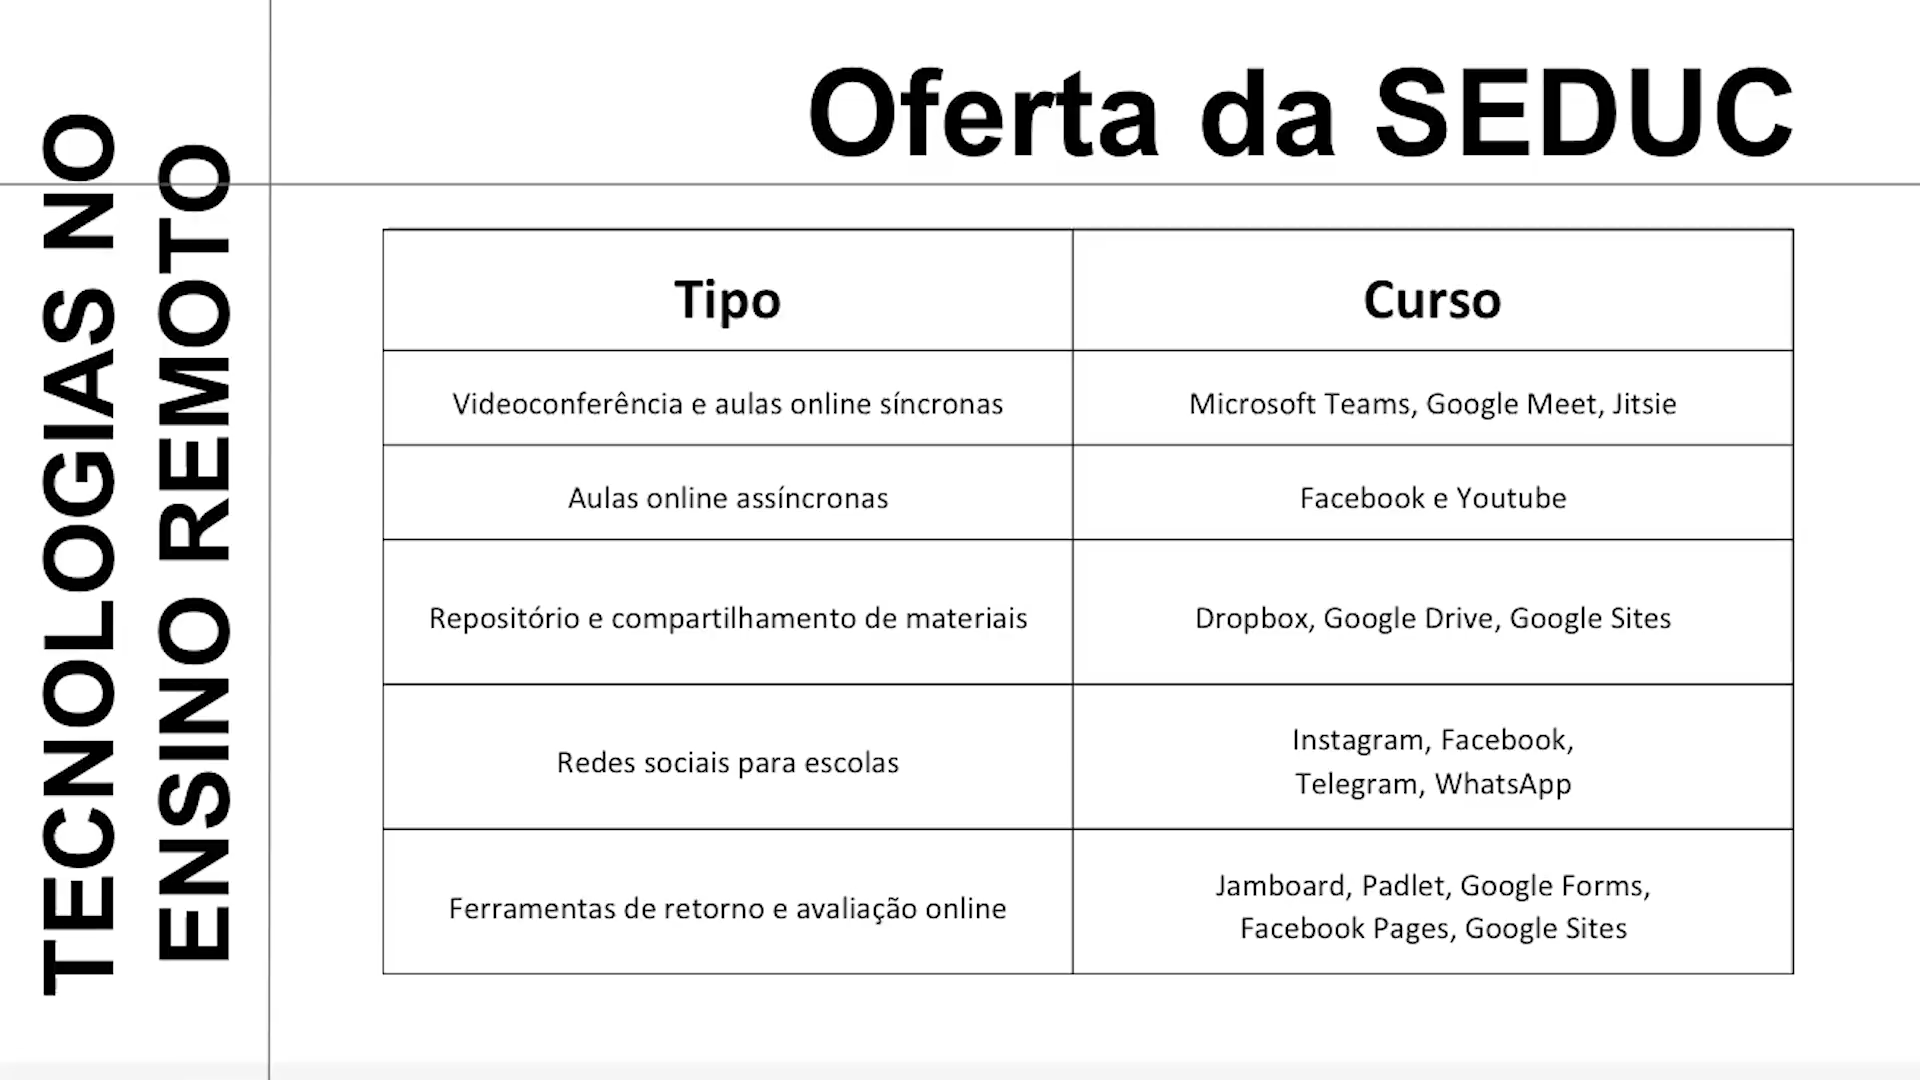 TECNOLOGIAS NO
ENSINO REMOTO
Oferta da SEDUC
Tipo
Curso
Videoconferência e aulas online síncronas
Microsoft Teams, Google Meet, Jitsie
Aulas online assíncronas
Facebook e Youtube
Repositório e compartilhamento de materiais
Dropbox, Google Drive, Google Sites
Redes sociais para escolas
Instagram, Facebook,
Telegram, WhatsApp
Ferramentas de retorno e avaliação online
Jamboard, Padlet, Google Forms,
Facebook Pages, Google Sites